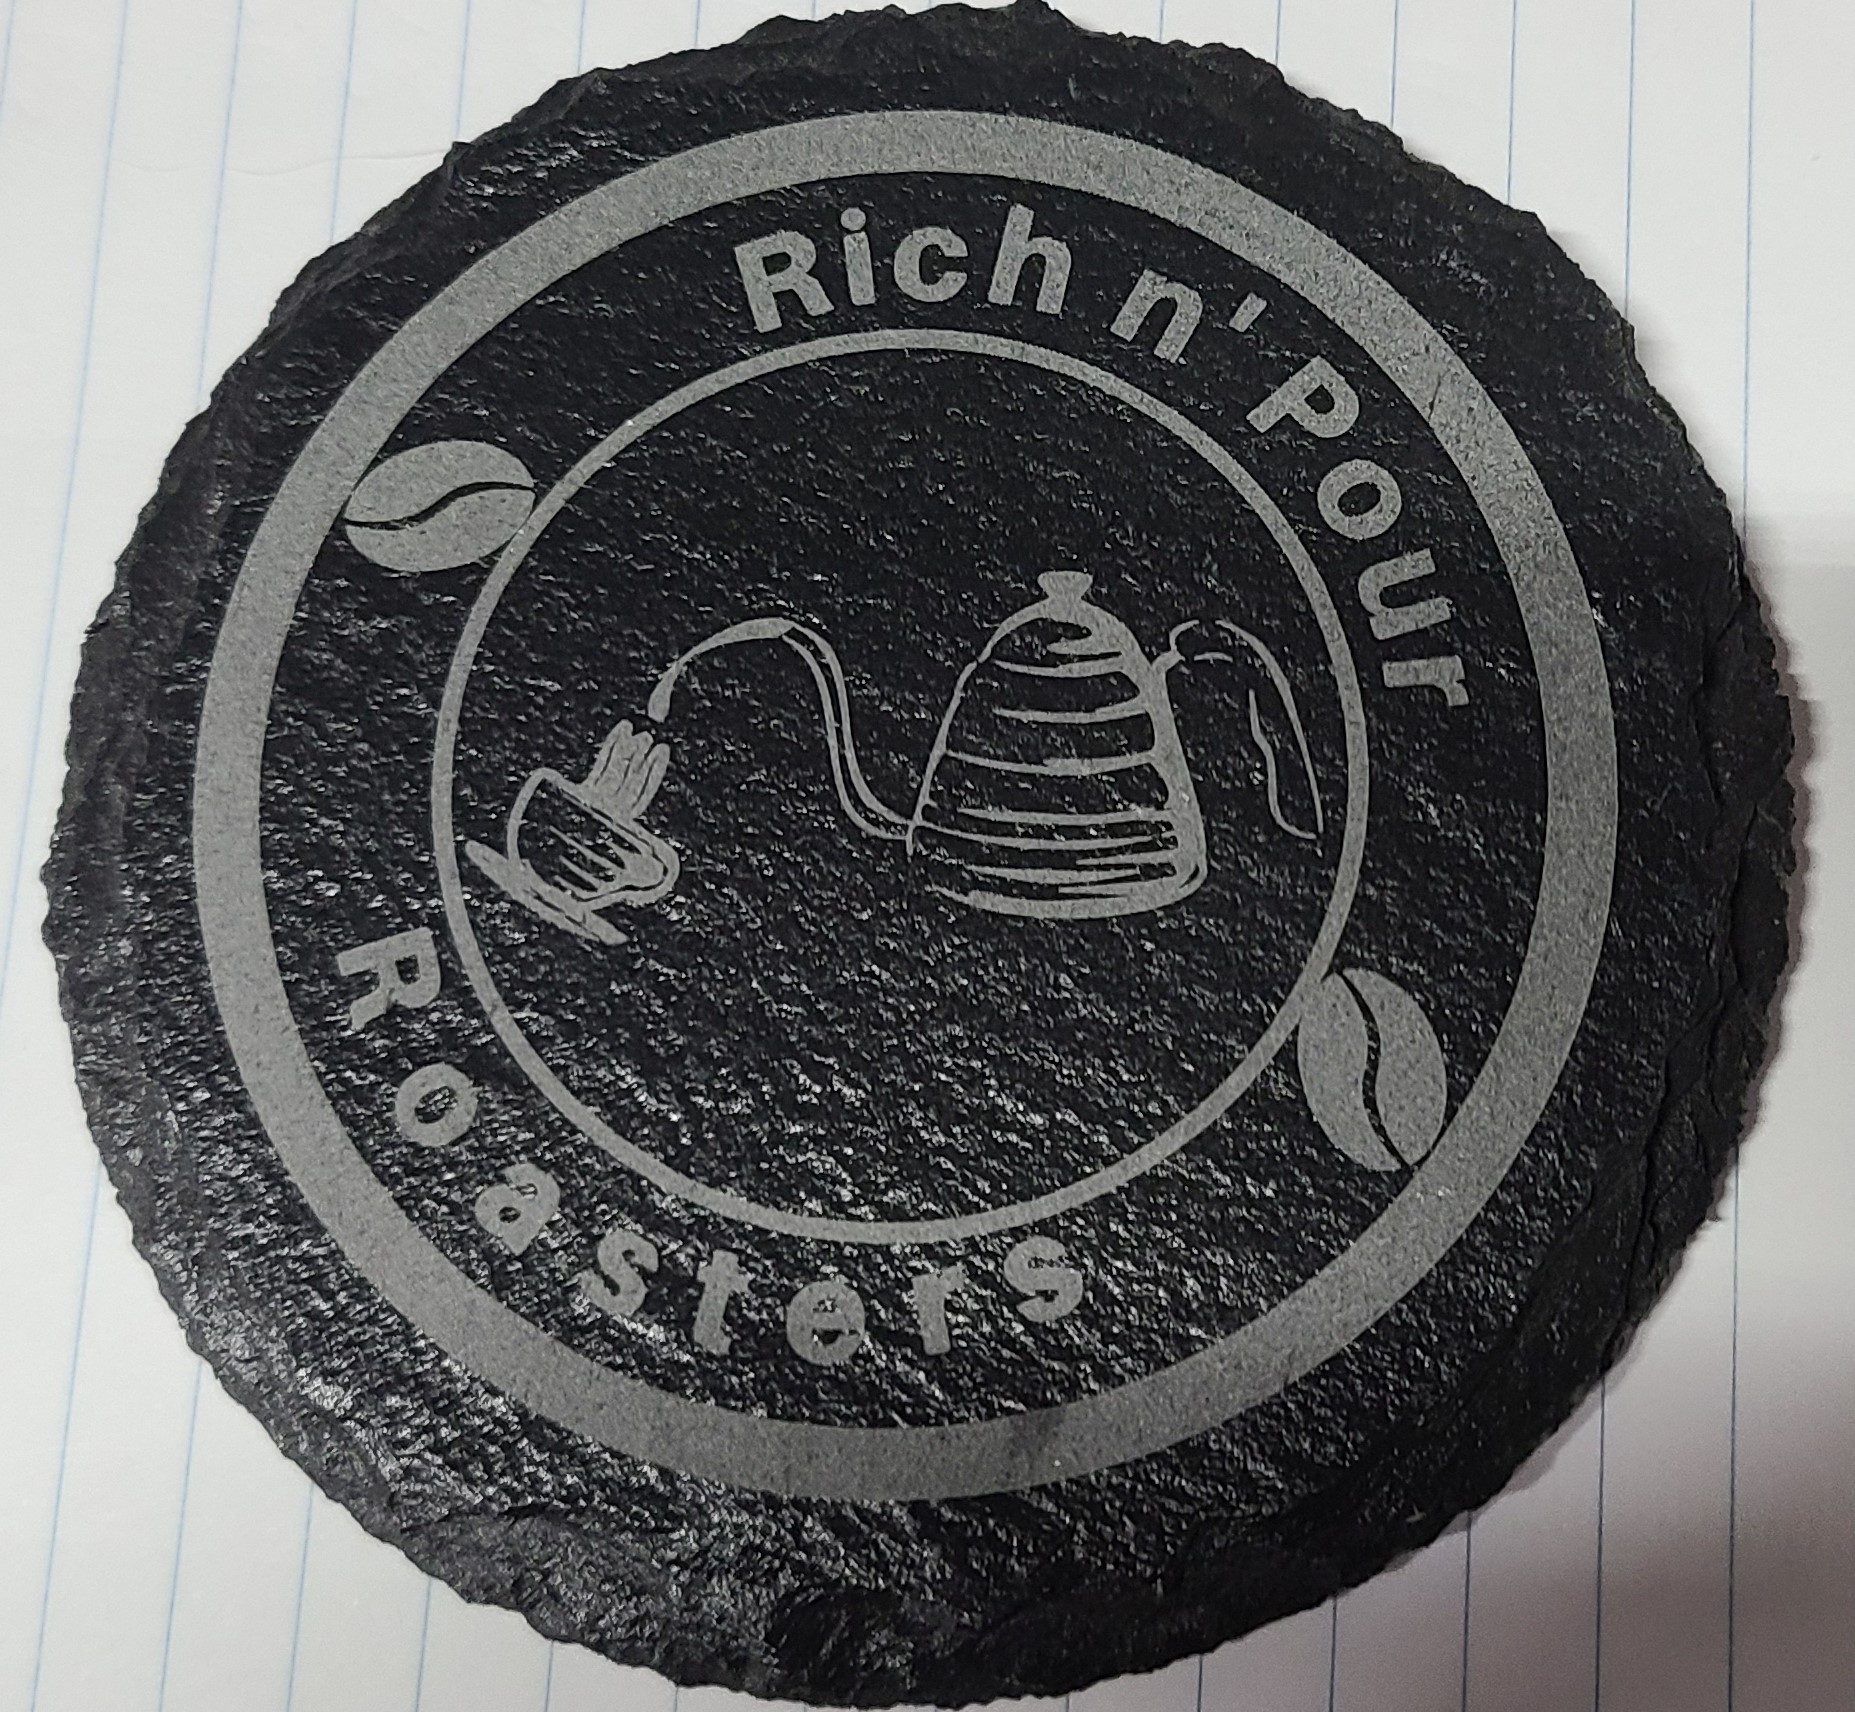 Rich n' Pour
Roasters